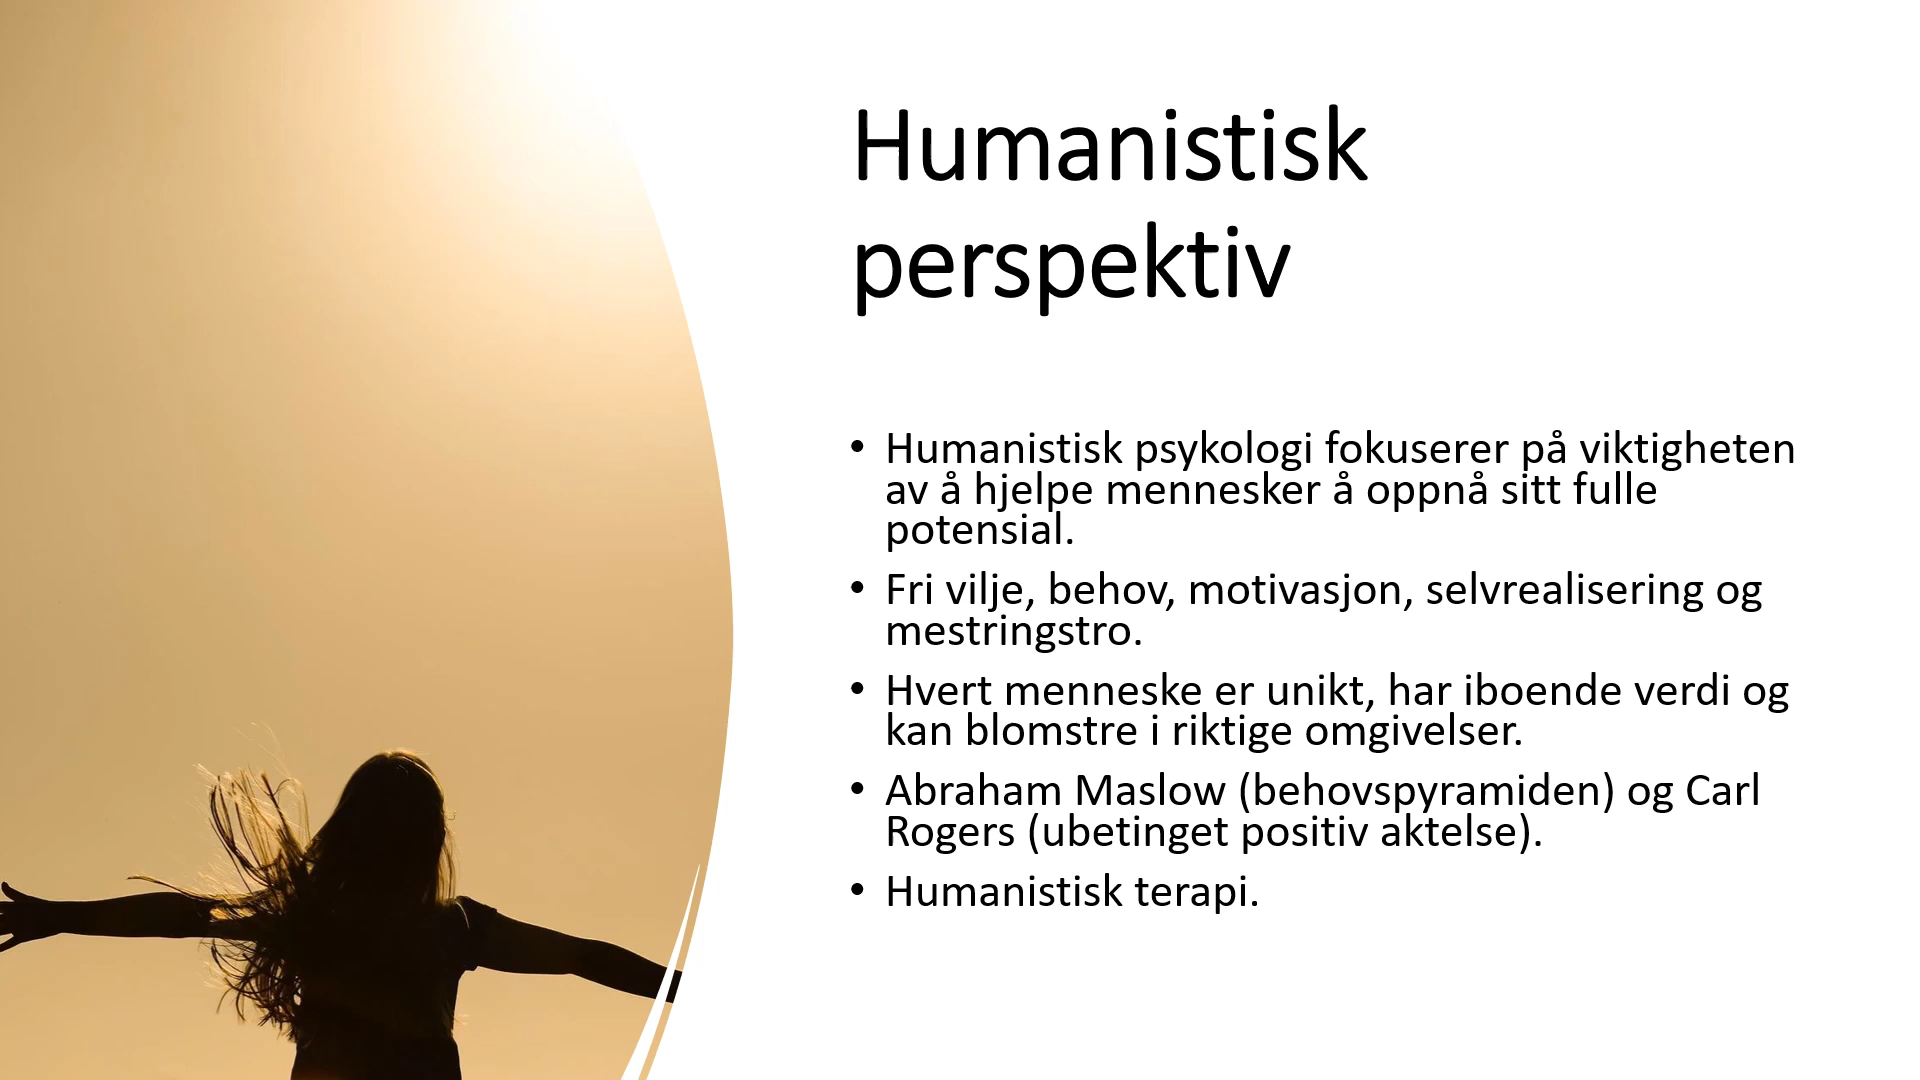 Humanistisk
perspektiv
• Humanistisk psykologi fokuserer på viktigheten
av å hjelpe mennesker å oppnå sitt fulle
potensial.
• Fri vilje, behov, motivasjon, selvrealisering og
mestringstro.
• Hvert menneske er unikt, har iboende verdi og
kan blomstre i riktige omgivelser.
• Abraham Maslow (behovspyramiden) og Carl
Rogers (ubetinget positiv aktelse).
• Humanistisk terapi.